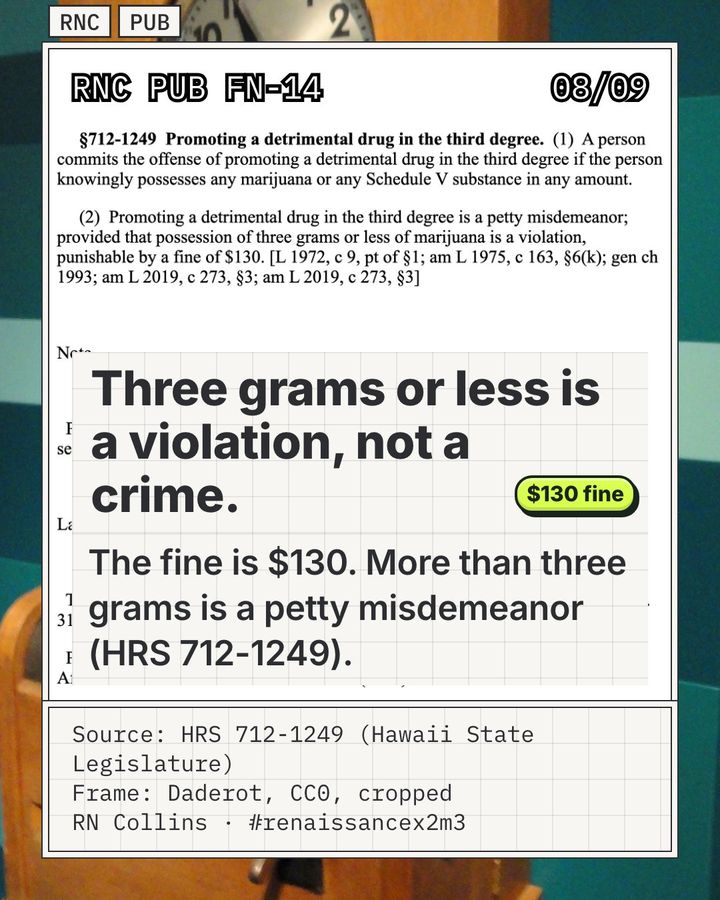 RNC PUB
2
RNC PUB FN-14 08/09
§712-1249 Promoting a detrimental drug in the third degree. (1) A person
commits the offense of promoting a detrimental drug in the third degree if the person
knowingly possesses any marijuana or any Schedule V substance in any amount.
(2) Promoting a detrimental drug in the third degree is a petty misdemeanor;
provided that possession of three grams or less of marijuana is a violation,
punishable by a fine of $130. [L 1972, c 9, pt of §1; am L 1975, c 163, §6(k); gen ch
1993; am L 2019, c 273, §3; am L 2019, c 273, §3]
Three grams or less is
a violation, not a
crime.
$130 fine
The fine is $130. More than three
grams is a petty misdemeanor
(HRS 712-1249).
Source: HRS 712-1249 (Hawaii State
Legislature)
Frame: Daderot, CC0, cropped
RN Collins · #renaissancex2m3